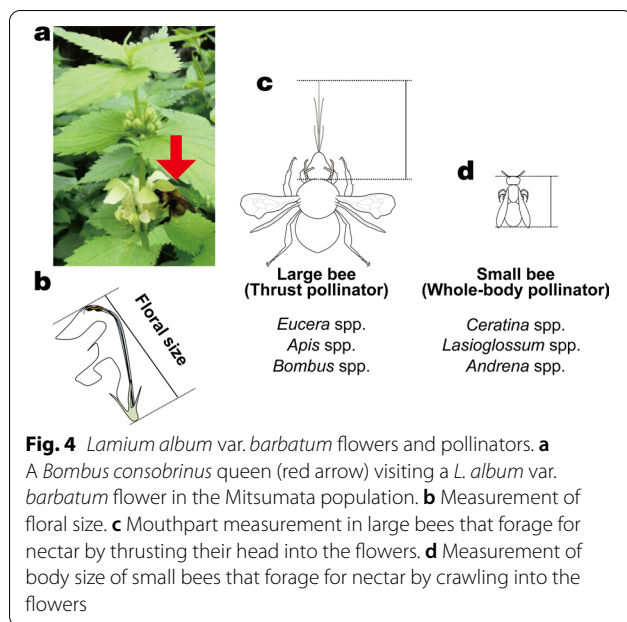 a
c
d
b
Floral size
Large bee
(Thrust pollinator)
Eucera spp.
Apis spp.
Bombus spp.
Small bee
(Whole-body pollinator)
Ceratina spp.
Lasioglossum spp.
Andrena spp.
Fig. 4 Lamium album var. barbatum flowers and pollinators. a
A Bombus consobrinus queen (red arrow) visiting a L. album var.
barbatum flower in the Mitsumata population. b Measurement of
floral size. c Mouthpart measurement in large bees that forage for
nectar by thrusting their head into the flowers. d Measurement of
body size of small bees that forage for nectar by crawling into the
flowers